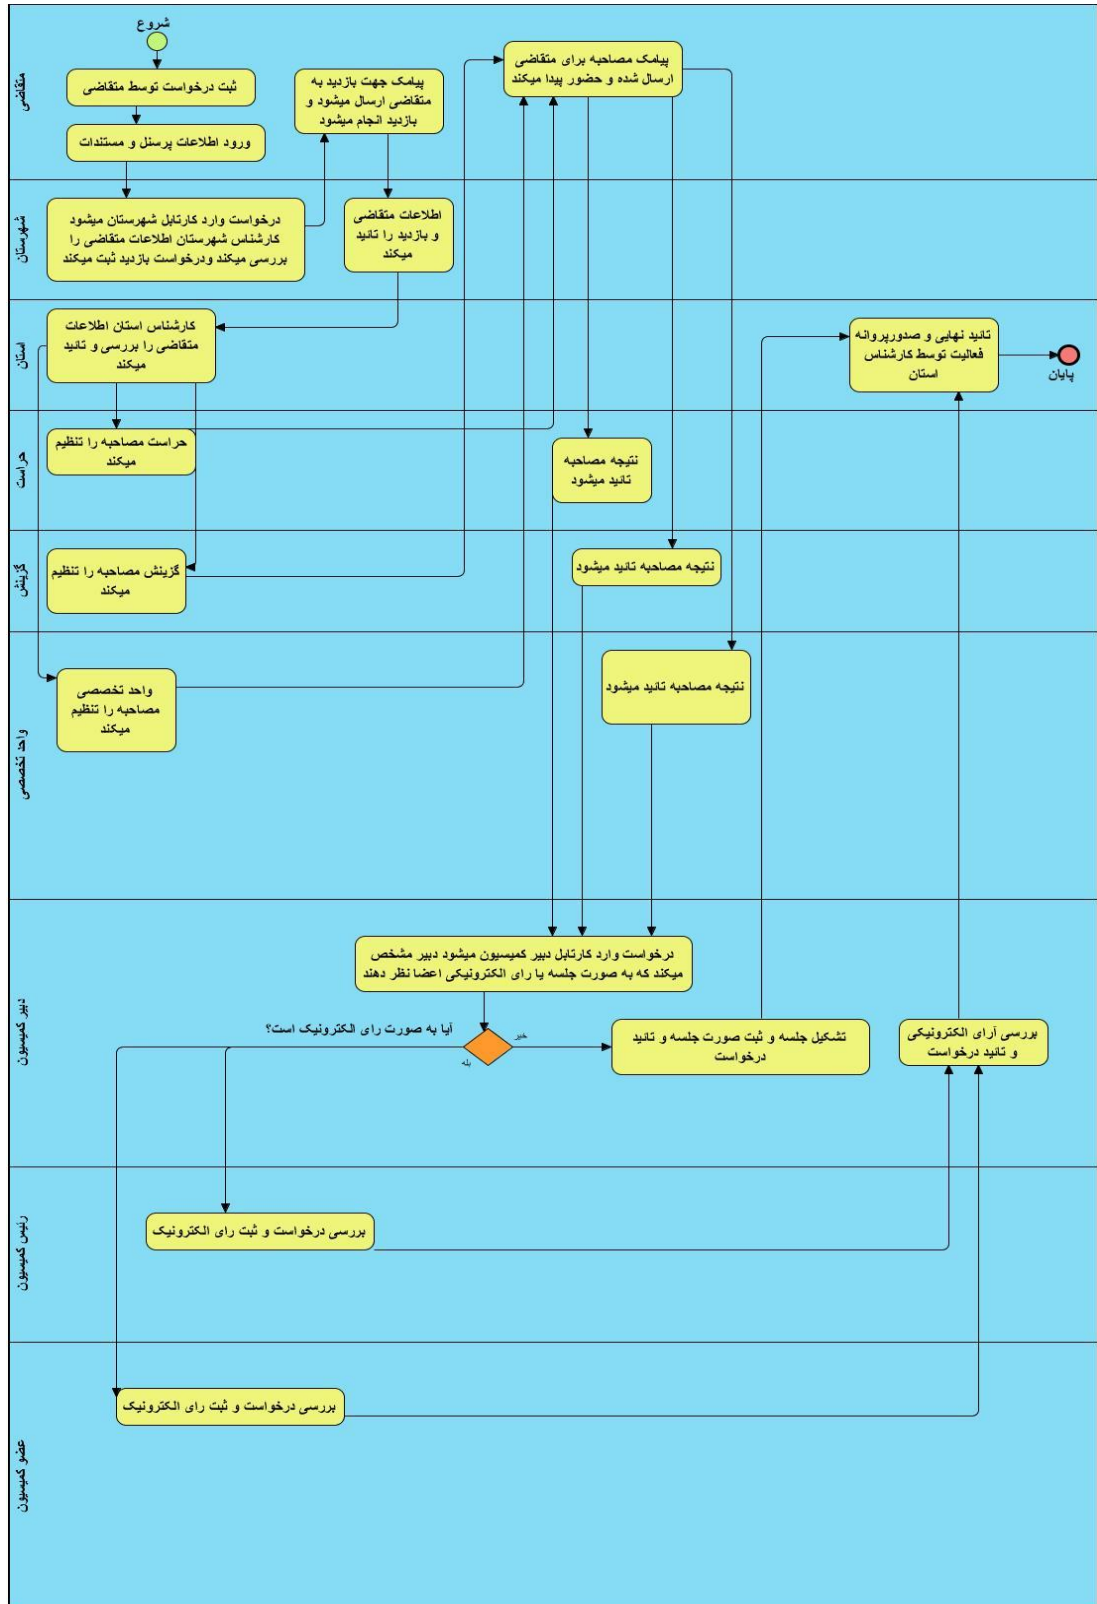 شروع
متقاضی
ثبت درخواست توسط متقاضی
ورود اطلاعات پرسنل و مستندات
پیامک جهت بازدید به
متقاضی ارسال میشود و
بازدید انجام میشود
پیامک مصاحبه برای متقاضی
ارسال شده و حضور پیدا میکند
شهرستان
درخواست وارد کارتابل شهرستان میشود
کارشناس شهرستان اطلاعات متقاضی را
بررسی میکند ودرخواست بازدید ثبت میکند
اطلاعات متقاضی
و بازدید را تائید
میکند
استان
کارشناس استان اطلاعات
متقاضی را بررسی و تائید
میکند
تائید نهایی و صدورپروانه
فعالیت توسط کارشناس
استان
پایان
حراست
حراست مصاحبه را تنظیم
میکند
نتیجه مصاحبه
تائید میشود
گزینش
گزینش مصاحبه را تنظیم
میکند
نتیجه مصاحبه تائید میشود
واحد تخصصی
واحد تخصصی
مصاحبه را تنظیم
میکند
نتیجه مصاحبه تائید میشود
دبیر کمیسیون
درخواست وارد کارتابل دبیر کمیسیون میشود دبیر مشخص
میکند که به صورت جلسه یا رای الکترونیکی اعضا نظر دهند
آیا به صورت رای الکترونیک است؟
خیر
بله
تشکیل جلسه و ثبت صورت جلسه و تائید
درخواست
بررسی آرای الکترونیکی
و تائید درخواست
رئیس کمیسیون
بررسی درخواست و ثبت رای الکترونیک
عضو کمیسیون
بررسی درخواست و ثبت رای الکترونیک